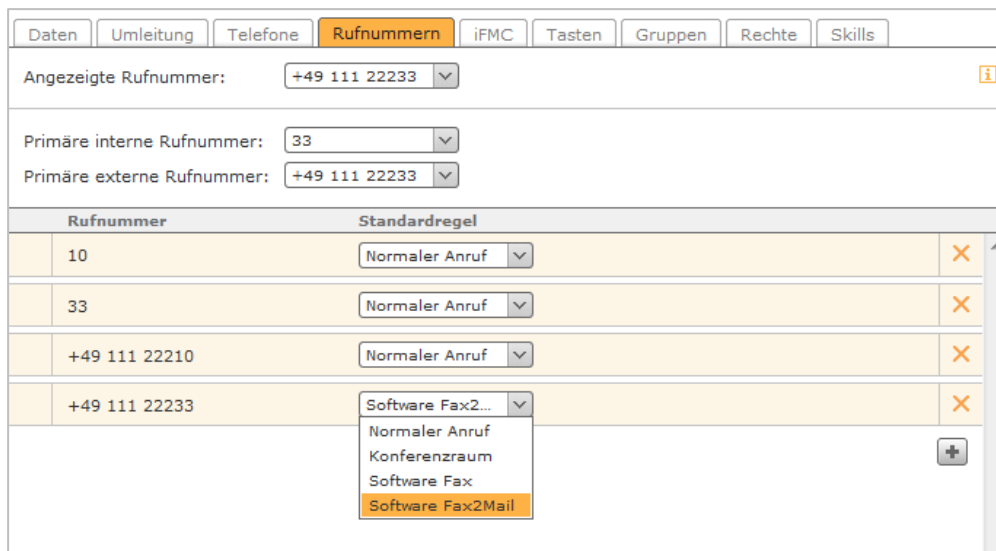 Daten Umleitung Telefone Rufnummern iFMC Tasten Gruppen Rechte Skills
Angezeigte Rufnummer: +49 111 22233
Primäre interne Rufnummer: 33
Primäre externe Rufnummer: +49 111 22233
Rufnummer Standardregel
10 Normaler Anruf
33 Normaler Anruf
+49 111 22210 Normaler Anruf
+49 111 22233 Software Fax2...
Normaler Anruf
Konferenzraum
Software Fax
Software Fax2Mail